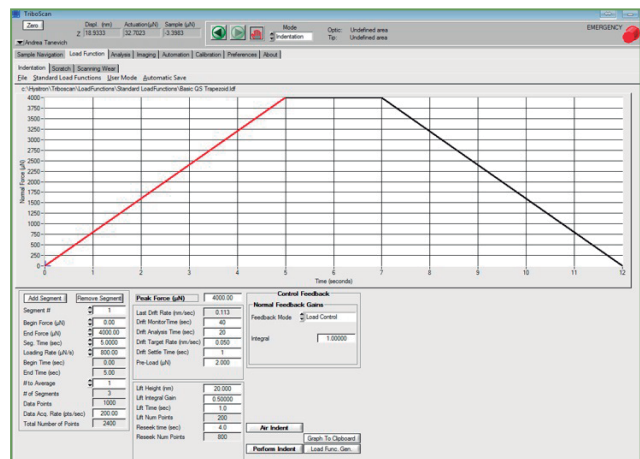 TriboScan
Zero
Displ. (nm) Actuation(µN) Sample (µN)
Z 18.9333 32.7023 -3.3983
Mode
Indentation
Optic: Undefined area
Tip: Undefined area
EMERGENCY
Andrea Tanevich
Sample Navigation Load Function Analysis Imaging Automation Calibration Preferences About
Indentation Scratch Scanning Wear
File Standard Load Functions User Mode Automatic Save
c:\Hysitron\Triboscan\LoadFunctions\Standard LoadFunctions\Basic QS Trapezoid.ldf
Normal Force (µN)
4000
3750
3500
3250
3000
2750
2500
2250
2000
1750
1500
1250
1000
750
500
250
0
0 1 2 3 4 5 6 7 8 9 10 11 12
Time (seconds)
Add Segment Remove Segment
Segment # 1
Begin Force (µN) 0.00
End Force (µN) 4000.00
Seg. Time (sec) 5.0000
Loading Rate (µN/s) 800.00
Begin Time (sec) 0.00
End Time (sec) 5.00
# to Average 1
# of Segments 3
Data Points 1000
Data Acq. Rate (pts/sec) 200.00
Total Number of Points 2400
Peak Force (µN) 4000.00
Last Drift Rate (nm/sec) 0.113
Drift MonitorTime (sec) 40
Drift Analysis Time (sec) 20
Drift Target Rate (nm/sec) 0.050
Drift Settle Time (sec) 1
Pre-Load (µN) 2.000
Lift Height (nm) 20.000
Lift Integral Gain 0.50000
Lift Time (sec) 1.0
Lift Num Points 200
Reseek time (sec) 4.0
Reseek Num Points 800
Control Feedback
Normal Feedback Gains
Feedback Mode Load Control
Integral 1.00000
Air Indent
Graph To Clipboard
Perform Indent Load Func. Gen.